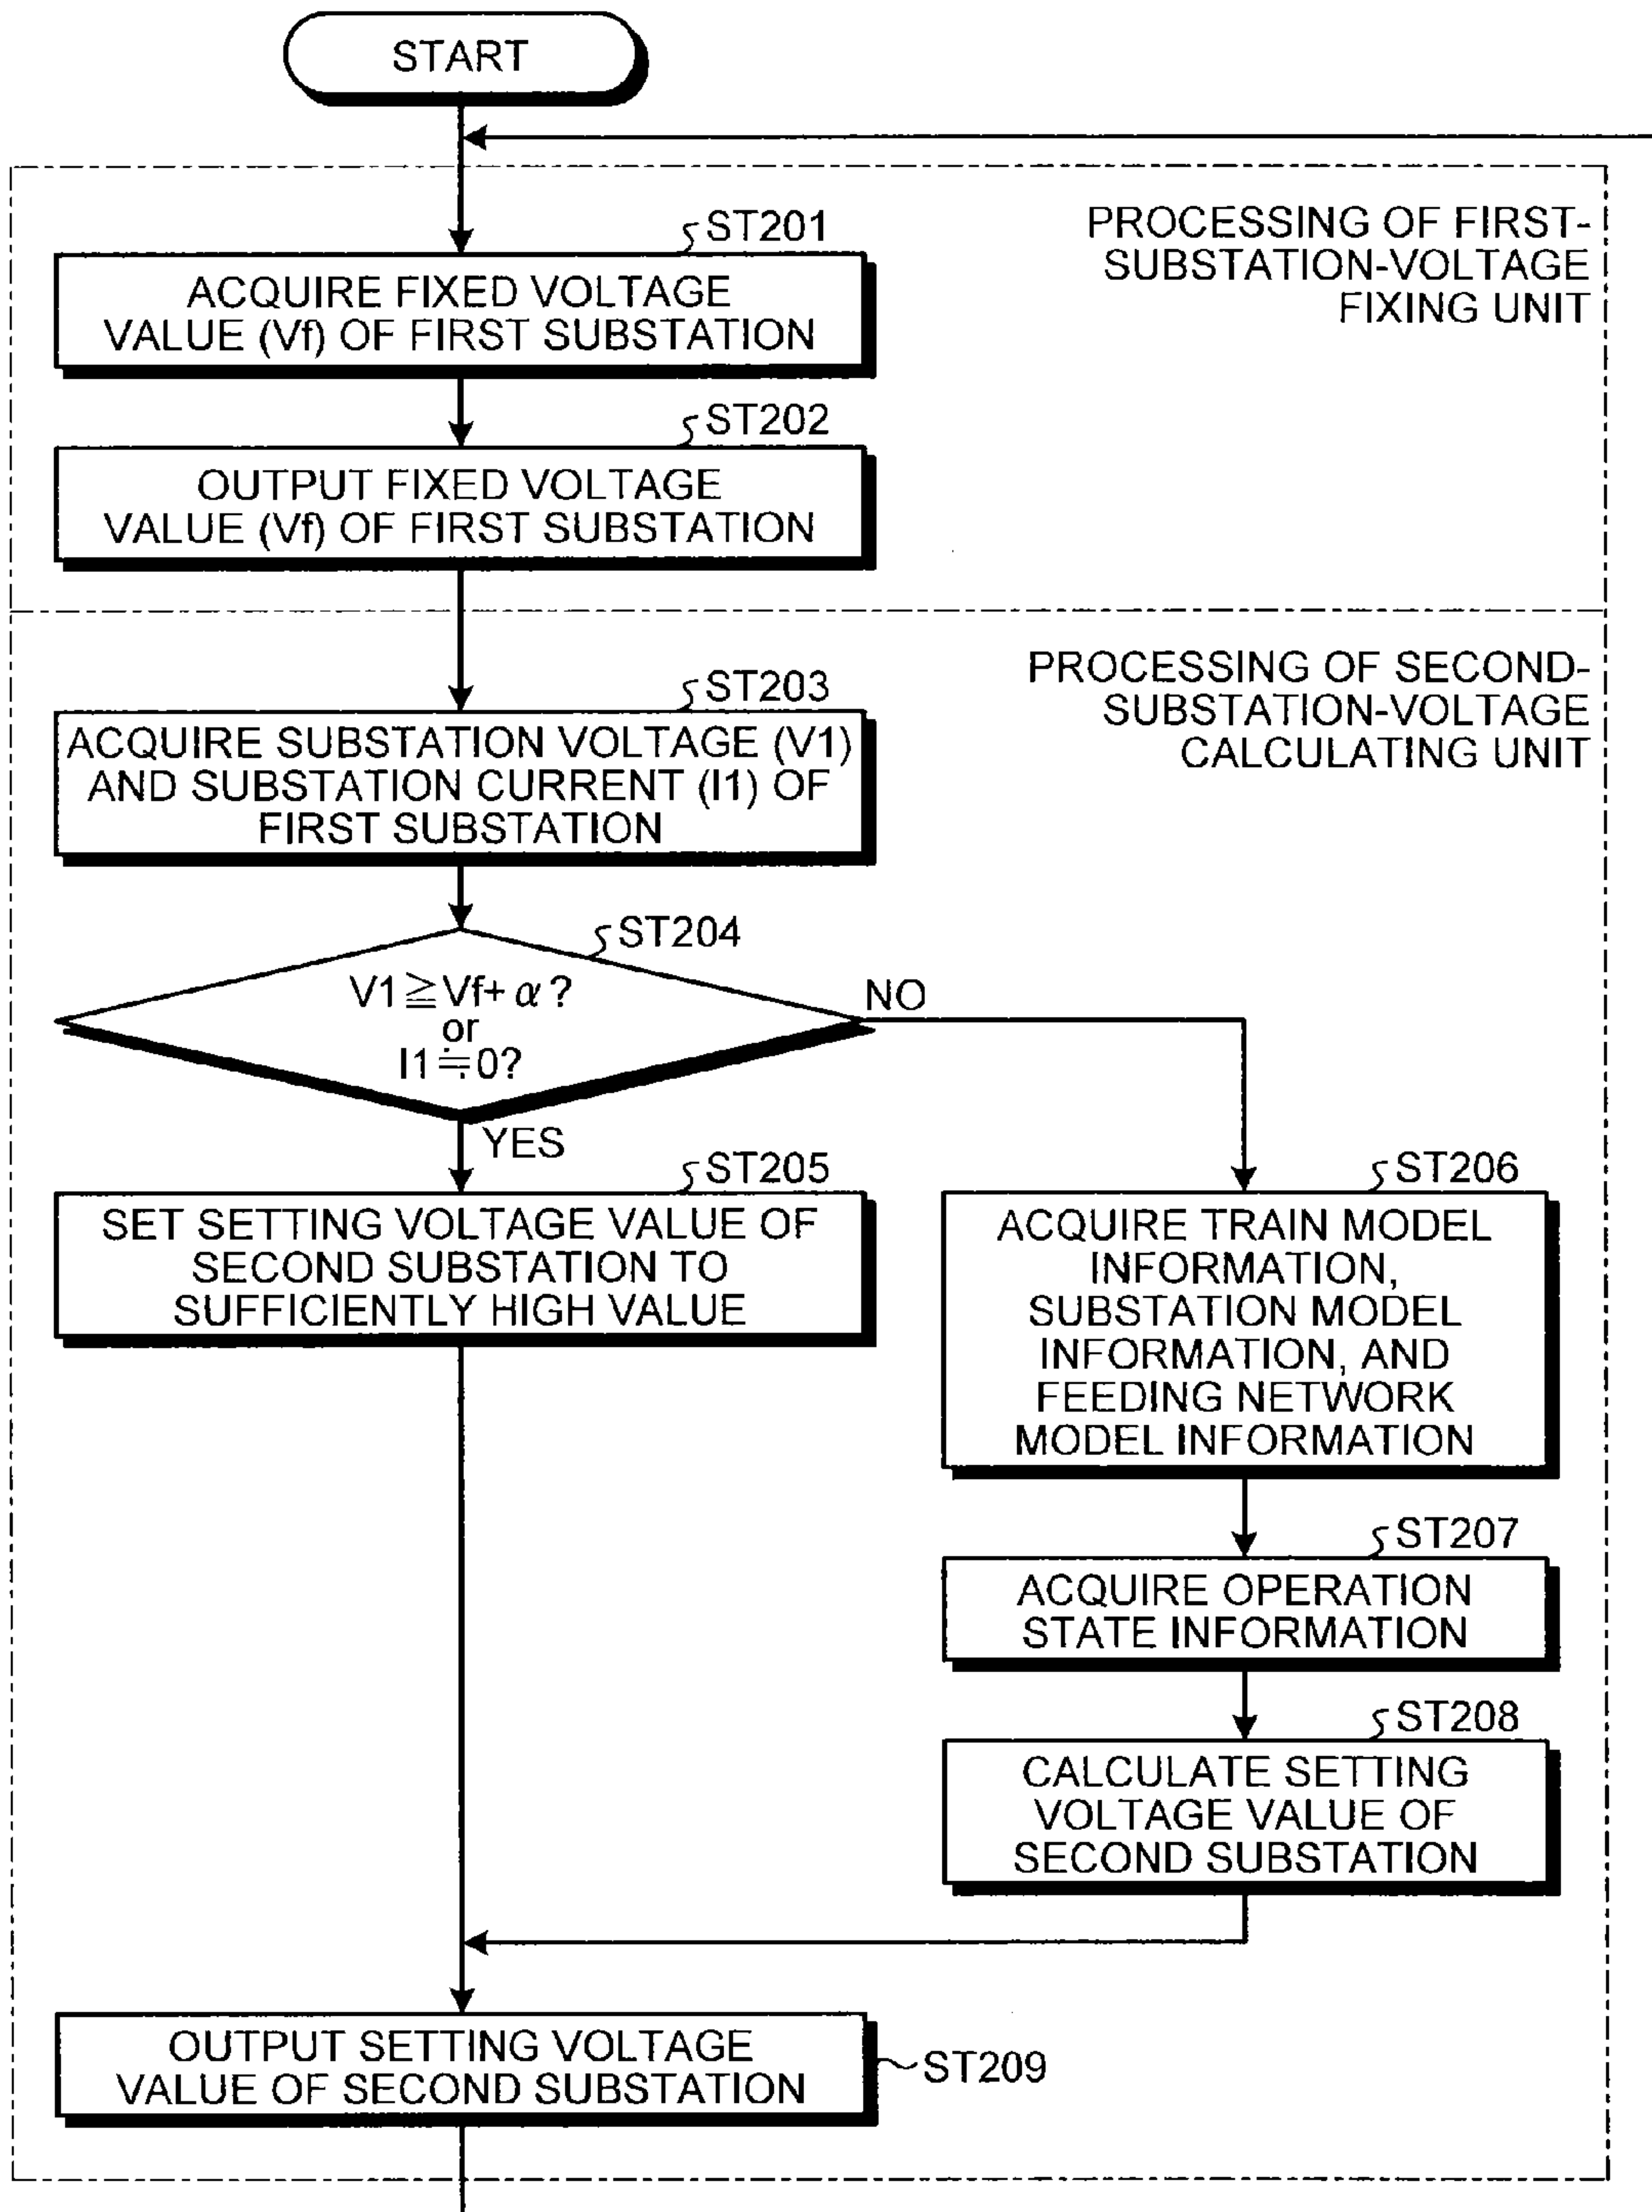 START
PROCESSING OF FIRST-
SUBSTATION-VOLTAGE
FIXING UNIT
ST201
ACQUIRE FIXED VOLTAGE
VALUE (Vf) OF FIRST SUBSTATION
ST202
OUTPUT FIXED VOLTAGE
VALUE (Vf) OF FIRST SUBSTATION
PROCESSING OF SECOND-
SUBSTATION-VOLTAGE
CALCULATING UNIT
ST203
ACQUIRE SUBSTATION VOLTAGE (V1)
AND SUBSTATION CURRENT (I1) OF
FIRST SUBSTATION
ST204
V1≧Vf+α?
or
I1≒0?
NO
YES
ST205
SET SETTING VOLTAGE VALUE OF
SECOND SUBSTATION TO
SUFFICIENTLY HIGH VALUE
ST206
ACQUIRE TRAIN MODEL
INFORMATION,
SUBSTATION MODEL
INFORMATION, AND
FEEDING NETWORK
MODEL INFORMATION
ST207
ACQUIRE OPERATION
STATE INFORMATION
ST208
CALCULATE SETTING
VOLTAGE VALUE OF
SECOND SUBSTATION
OUTPUT SETTING VOLTAGE
VALUE OF SECOND SUBSTATION
ST209